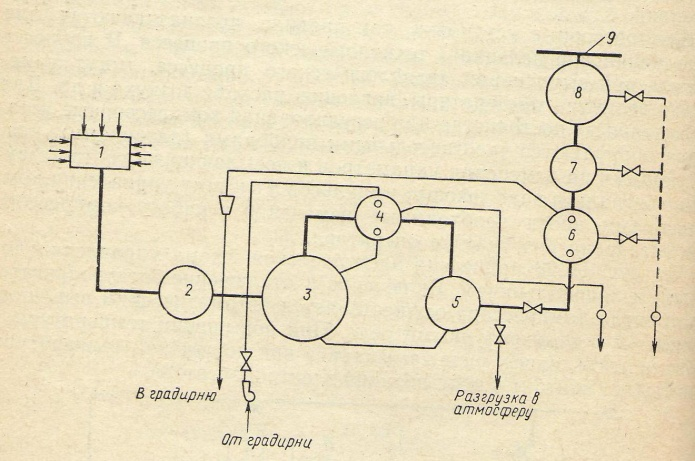 9
8
1
7
4
6
2
3
5
В градирню
Разгрузка в
атмосферу
От градирни